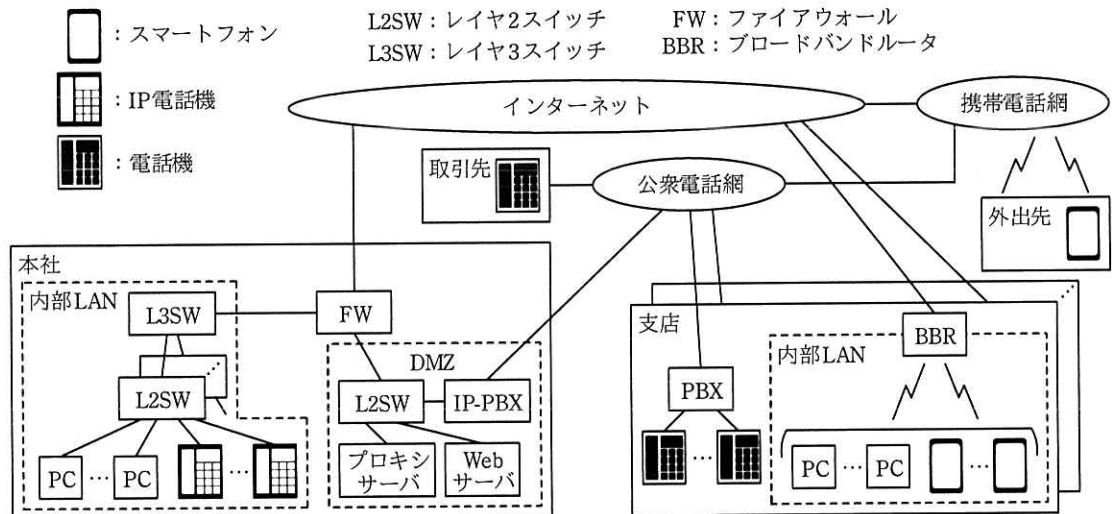 ：スマートフォン
：IP電話機
：電話機
L2SW：レイヤ2スイッチ
L3SW：レイヤ3スイッチ
FW：ファイアウォール
BBR：ブロードバンドルータ
インターネット
携帯電話網
取引先
公衆電話網
外出先
本社
内部LAN
L3SW
FW
L2SW
DMZ
L2SW
IP-PBX
PC … PC
…
プロキシ
サーバ
Web
サーバ
支店
BBR
内部LAN
PBX
…
PC … PC
…